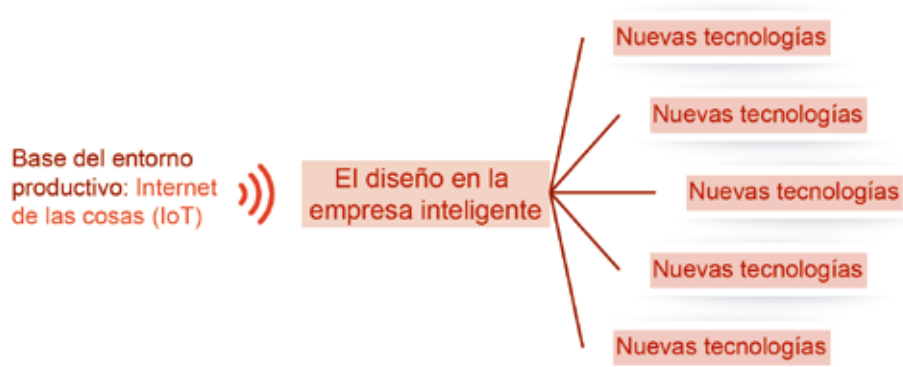 Base del entorno
productivo: Internet
de las cosas (IoT)
El diseño en la
empresa inteligente
Nuevas tecnologías
Nuevas tecnologías
Nuevas tecnologías
Nuevas tecnologías
Nuevas tecnologías